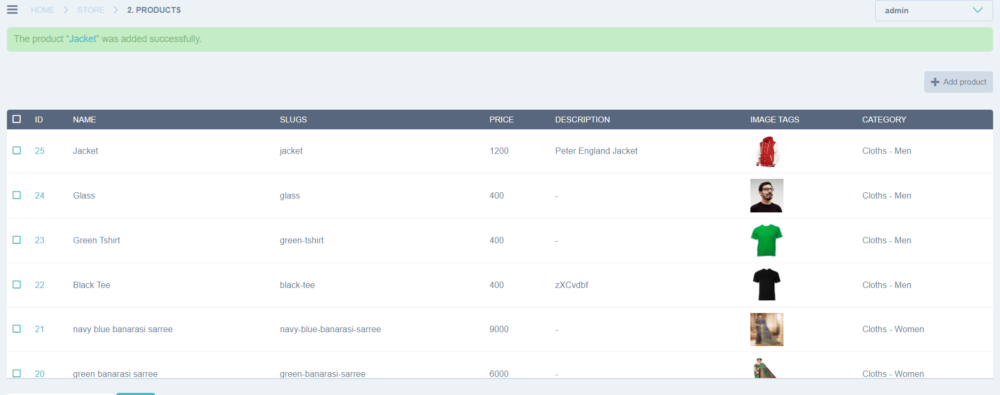 HOME > STORE > 2. PRODUCTS
admin
The product “Jacket” was added successfully.
Add product
ID NAME SLUGS PRICE DESCRIPTION IMAGE TAGS CATEGORY
25 Jacket jacket 1200 Peter England Jacket Cloths - Men
24 Glass glass 400 - Cloths - Men
23 Green Tshirt green-tshirt 400 - Cloths - Men
22 Black Tee black-tee 400 zXCvdbf Cloths - Men
21 navy blue banarasi sarree navy-blue-banarasi-sarree 9000 - Cloths - Women
20 green banarasi sarree green-banarasi-sarree 6000 - Cloths - Women